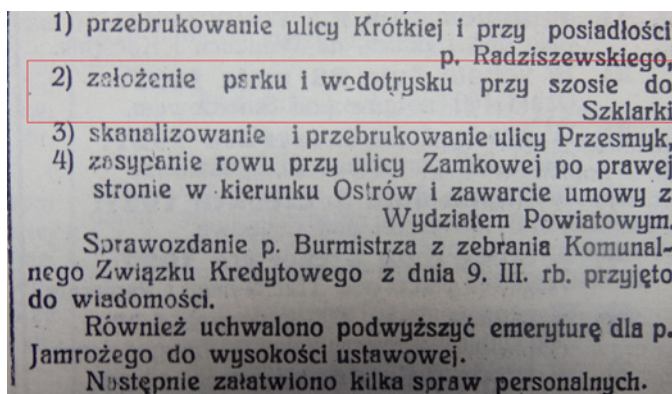 1) przebrukowanie ulicy Krótkiej i przy posiadłości
p. Radziszewskiego,
2) założenie parku i wodotrysku przy szosie do
Szklarki
3) skanalizowanie i przebrukowanie ulicy Przesmyk,
4) zasypanie rowu przy ulicy Zamkowej po prawej
stronie w kierunku Ostrów i zawarcie umowy z
Wydziałem Powiatowym.
Sprawozdanie p. Burmistrza z zebrania Komunal-
nego Związku Kredytowego z dnia 9. III. rb. przyjęto
do wiadomości.
Również uchwalono podwyższyć emeryturę dla p.
Jamrożego do wysokości ustawowej.
Następnie załatwiono kilka spraw personalnych.